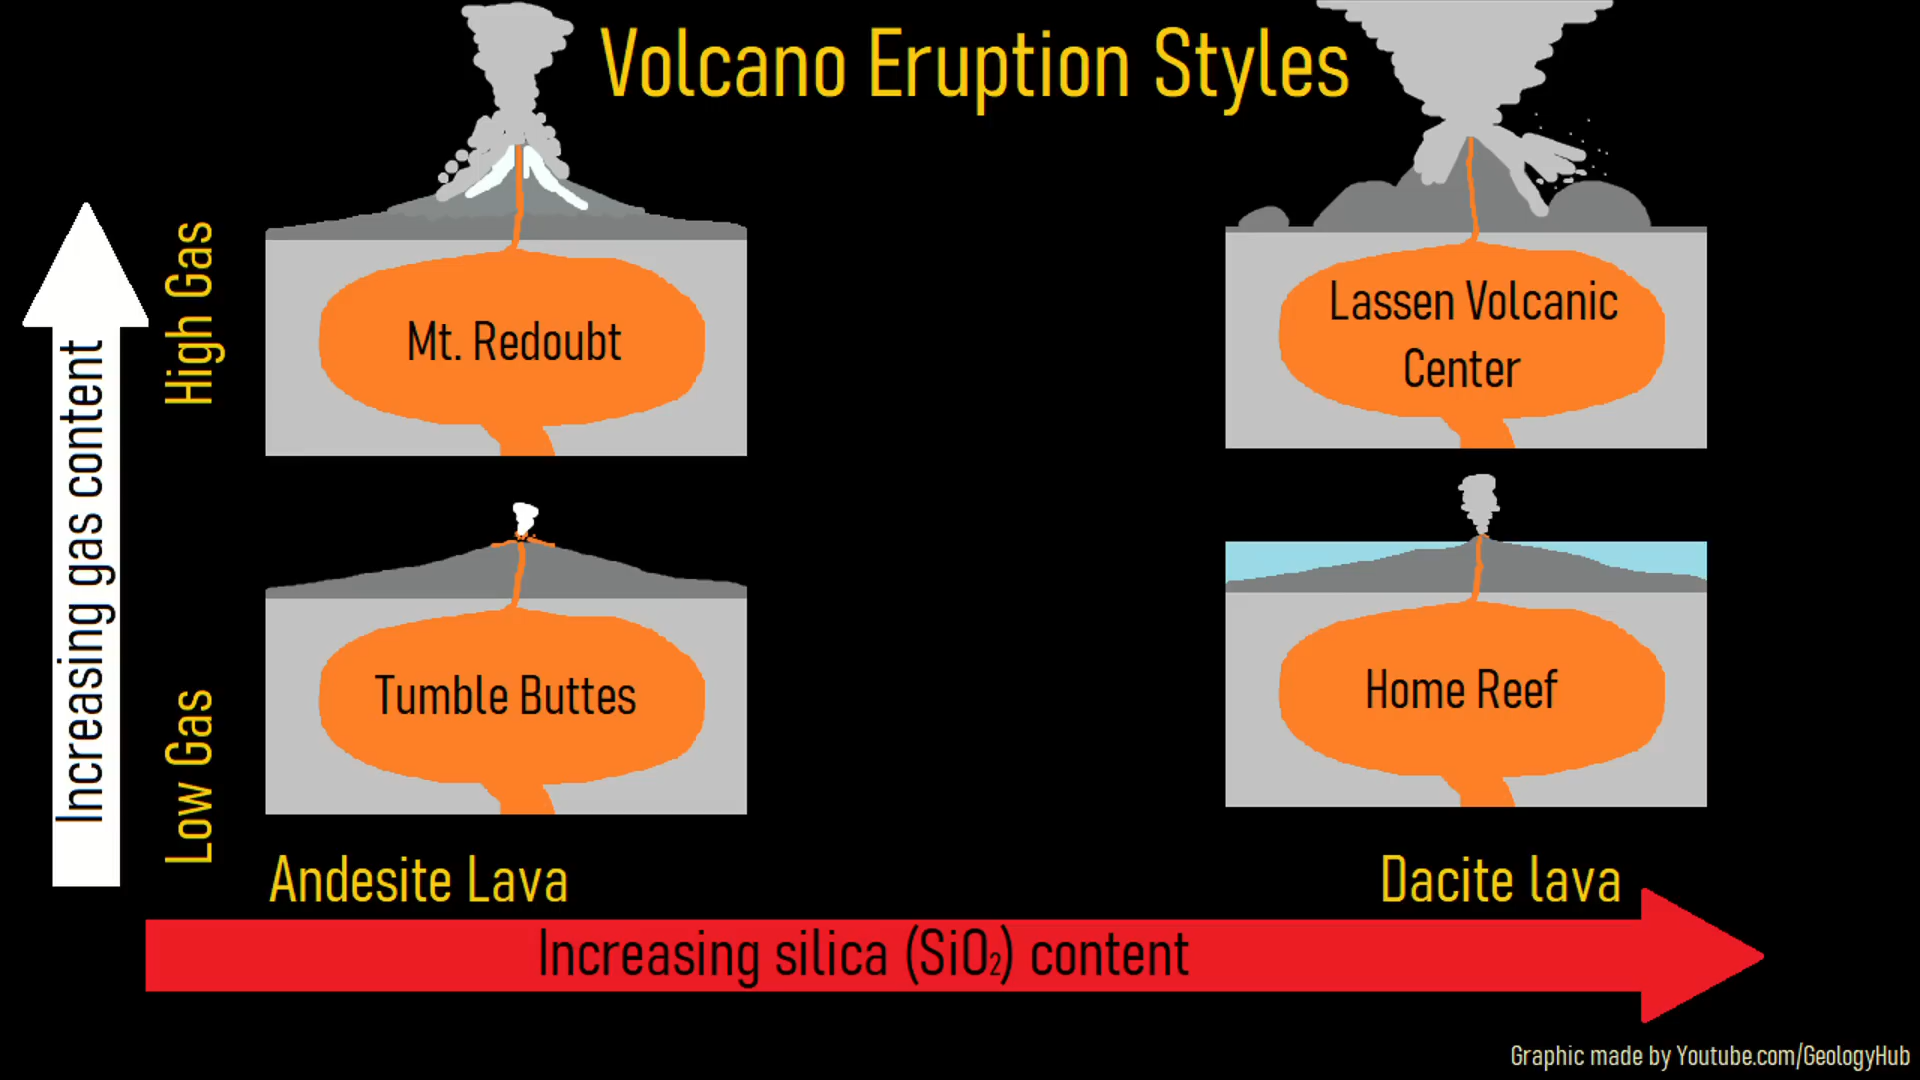 Volcano Eruption Styles
Increasing gas content
High Gas
Low Gas
Mt. Redoubt
Lassen Volcanic
Center
Tumble Buttes
Home Reef
Andesite Lava
Dacite lava
Increasing silica (SiO₂) content
Graphic made by Youtube.com/GeologyHub